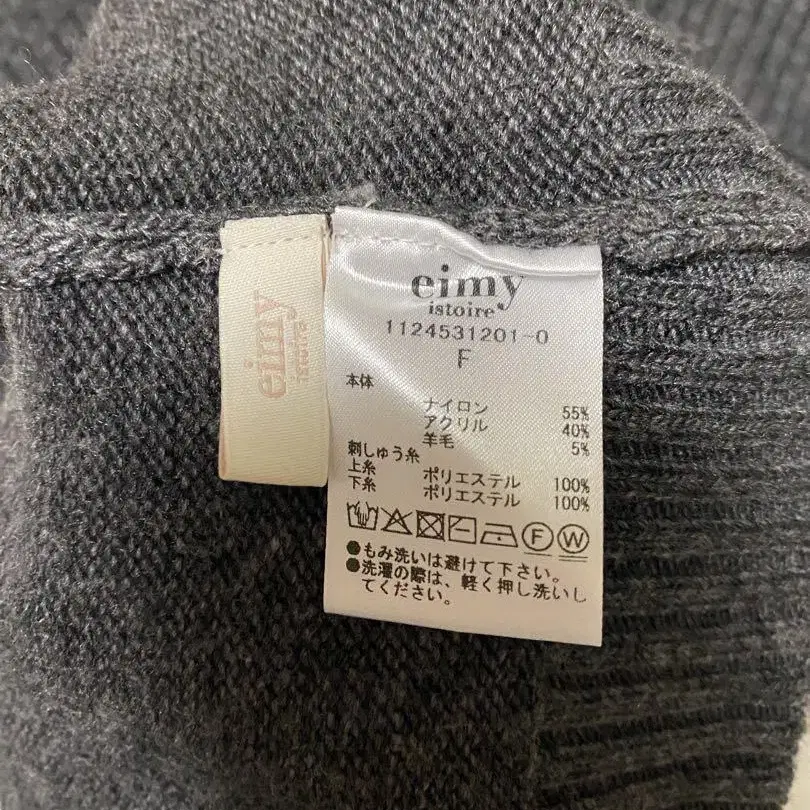 eimy
istoire
eimy
istoire
1124531201-0
F
本体
ナイロン 55%
アクリル 40%
羊毛 5%
刺しゅう糸
上糸 ポリエステル 100%
下糸 ポリエステル 100%
F W
●もみ洗いは避けて下さい。
●洗濯の際は、軽く押し洗いし
てください。